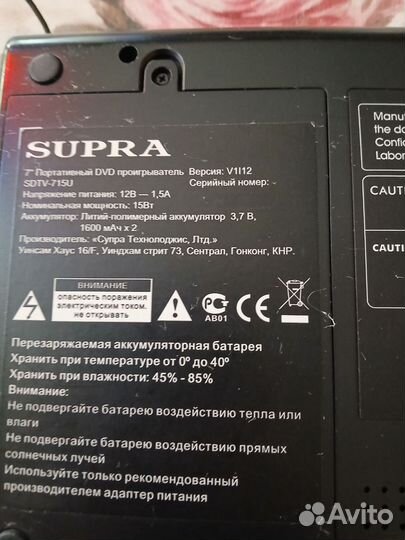 SUPRA
7" Портативный DVD проигрыватель Версия: V1I12
SDTV-715U Серийный номер:
Напряжение питания: 12В — 1,5А
Номинальная мощность: 15Вт
Аккумулятор: Литий-полимерный аккумулятор 3,7 В,
1600 мАч x 2
Производитель: «Супра Технолоджис, Лтд.»
Уинсам Хаус 16/F, Уиндхам стрит 73, Сентрал, Гонконг, КНР.
ВНИМАНИЕ
опасность поражения
электрическим током.
не открывать
АВ01
CE
Перезаряжаемая аккумуляторная батарея
Хранить при температуре от 0° до 40°
Хранить при влажности: 45% - 85%
Внимание:
Не подвергайте батарею воздействию тепла или
влаги
Не подвергайте батарею воздействию прямых
солнечных лучей
Используйте только рекомендованный
производителем адаптер питания
Manu
the do
Confid
Labor
CAUTI
CAUTION
Avito